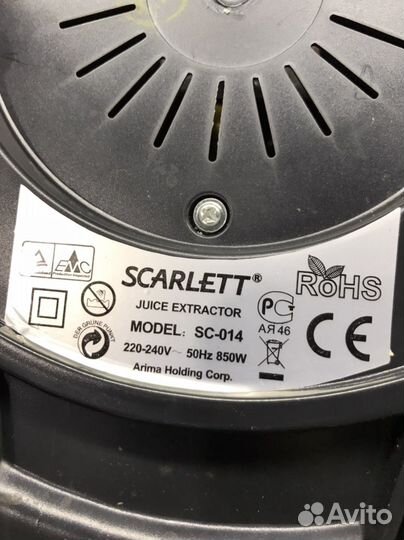 SCARLETT®
JUICE EXTRACTOR
MODEL: SC-014
220-240V~ 50Hz 850W
Arima Holding Corp.
EMC
DER GRÜNE PUNKT
РС
АЯ46
RoHS
CE
Avito